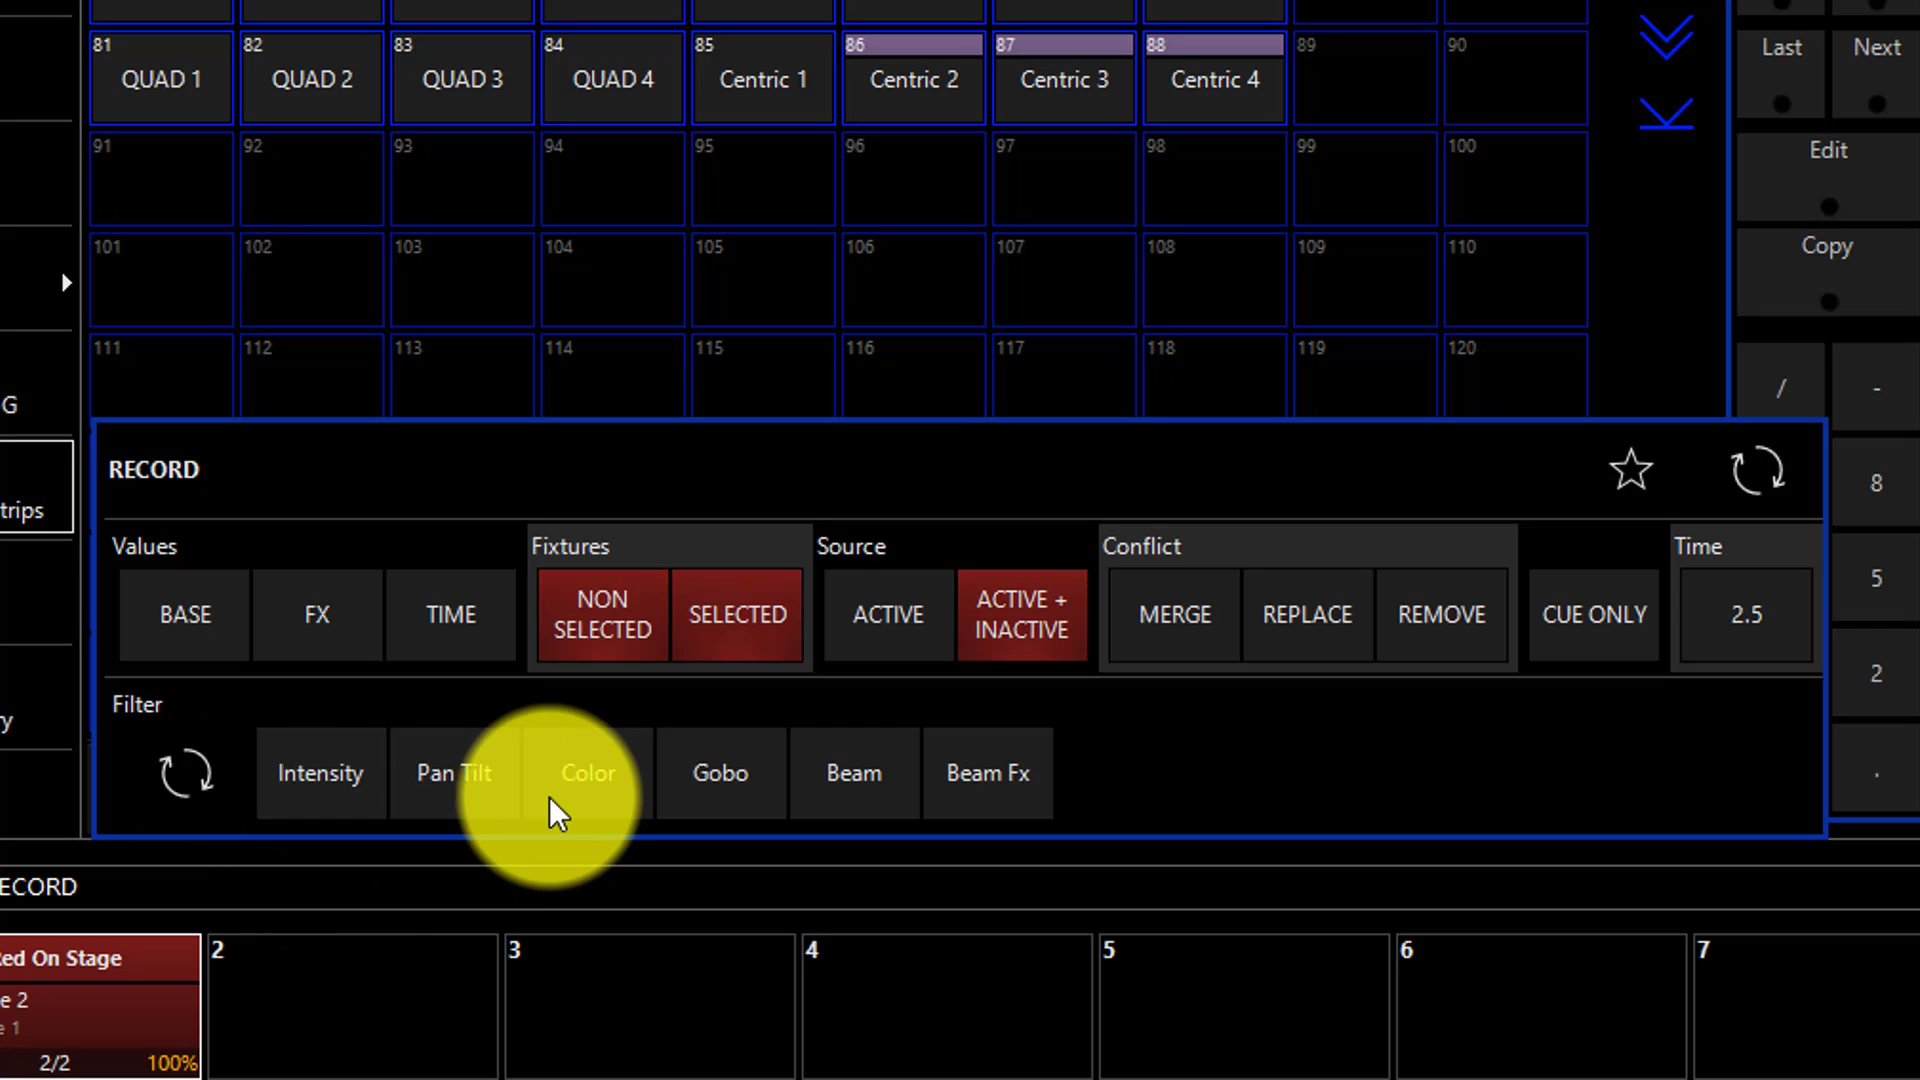 81 82 83 84 85 86 87 88 89 90
QUAD 1 QUAD 2 QUAD 3 QUAD 4 Centric 1 Centric 2 Centric 3 Centric 4
91 92 93 94 95 96 97 98 99 100
101 102 103 104 105 106 107 108 109 110
111 112 113 114 115 116 117 118 119 120
Last Next
Edit
Copy
/ -
8
5
2
.
G
trips
ry
RECORD
Values Fixtures Source Conflict Time
BASE FX TIME NON SELECTED SELECTED ACTIVE ACTIVE + INACTIVE MERGE REPLACE REMOVE CUE ONLY 2.5
Filter
Intensity Pan Tilt Color Gobo Beam Beam Fx
ECORD
ed On Stage 2 3 4 5 6 7
e 2
e 1
2/2 100%